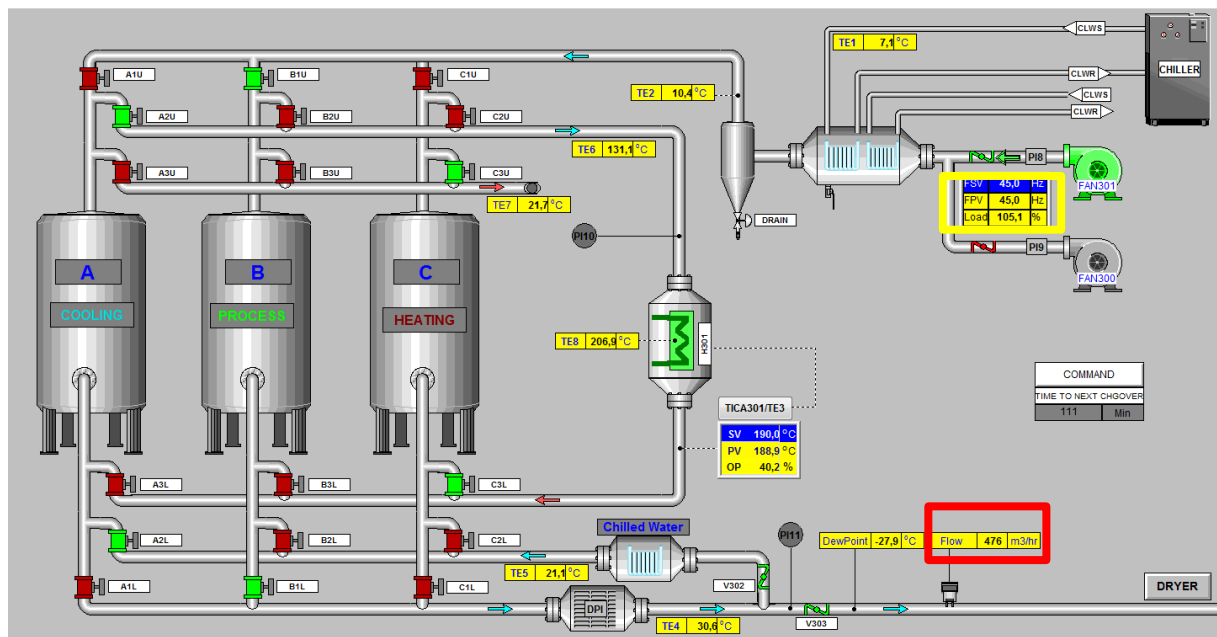 TE1 7,1 °C
CLWS
CHILLER
CLWR
CLWS
CLWR
A1U
B1U
C1U
TE2 10,4 °C
A2U
B2U
C2U
TE6 131,1 °C
PI8
FAN301
A3U
B3U
C3U
TE7 21,7 °C
FSV 45,0 Hz
FPV 45,0 Hz
Load 105,1 %
DRAIN
PI10
PI9
FAN300
A
B
C
COOLING
PROCESS
HEATING
TE8 206,9 °C
H301
COMMAND
TIME TO NEXT CHGOVER
111 Min
TICA301/TE3
SV 190,0 °C
PV 188,9 °C
OP 40,2 %
A3L
B3L
C3L
Chilled Water
A2L
B2L
C2L
PI11
DewPoint -27,9 °C
Flow 476 m3/hr
TE5 21,1 °C
V302
A1L
B1L
C1L
DPI
DRYER
TE4 30,6 °C
V303